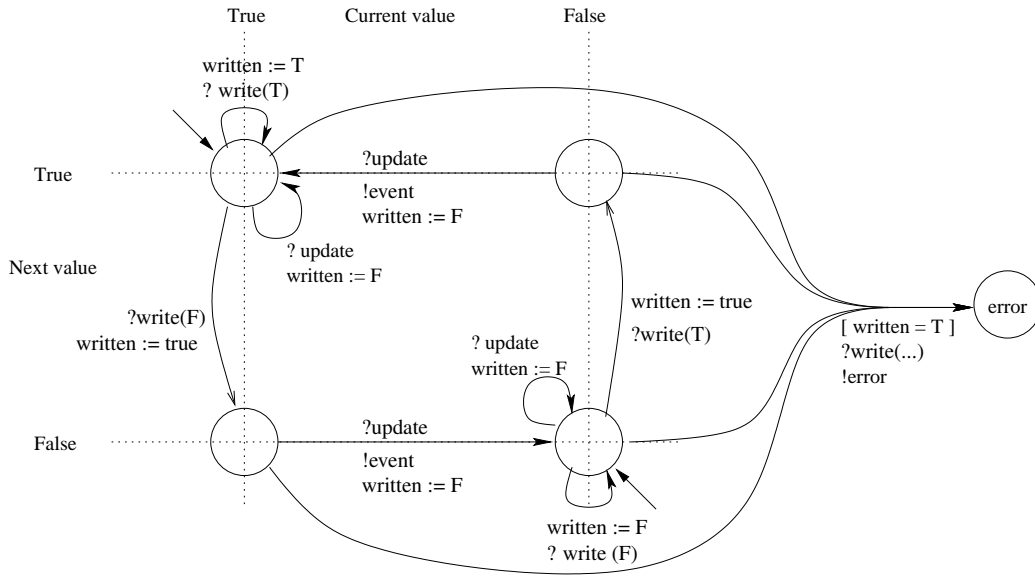 True
Current value
False
written := T
? write(T)
True
?update
!event
written := F
? update
written := F
Next value
?write(F)
written := true
written := true
?write(T)
error
[ written = T ]
?write(...)
!error
? update
written := F
False
?update
!event
written := F
written := F
? write (F)